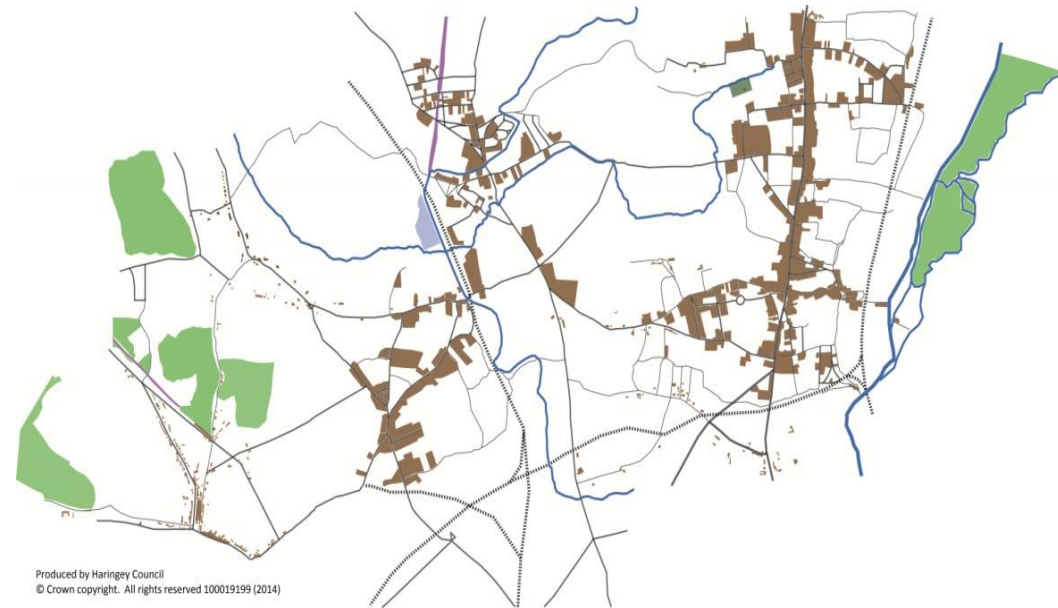 Produced by Haringey Council
© Crown copyright.  All rights reserved 100019199 (2014)